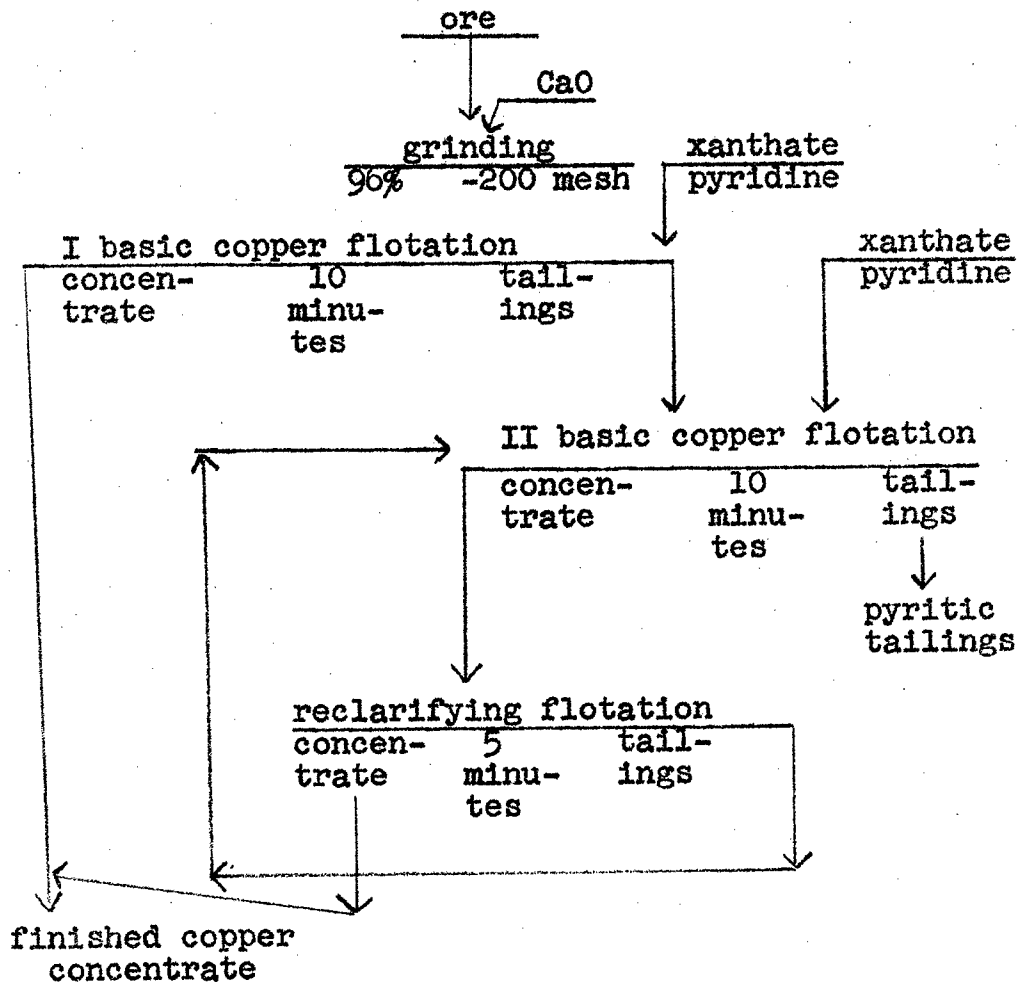 ore
CaO
grinding
96% -200 mesh
xanthate
pyridine
I basic copper flotation
concen-
trate
10
minu-
tes
tail-
ings
xanthate
pyridine
II basic copper flotation
concen-
trate
10
minu-
tes
tail-
ings
pyritic
tailings
reclarifying flotation
concen-
trate
5
minu-
tes
tail-
ings
finished copper
concentrate